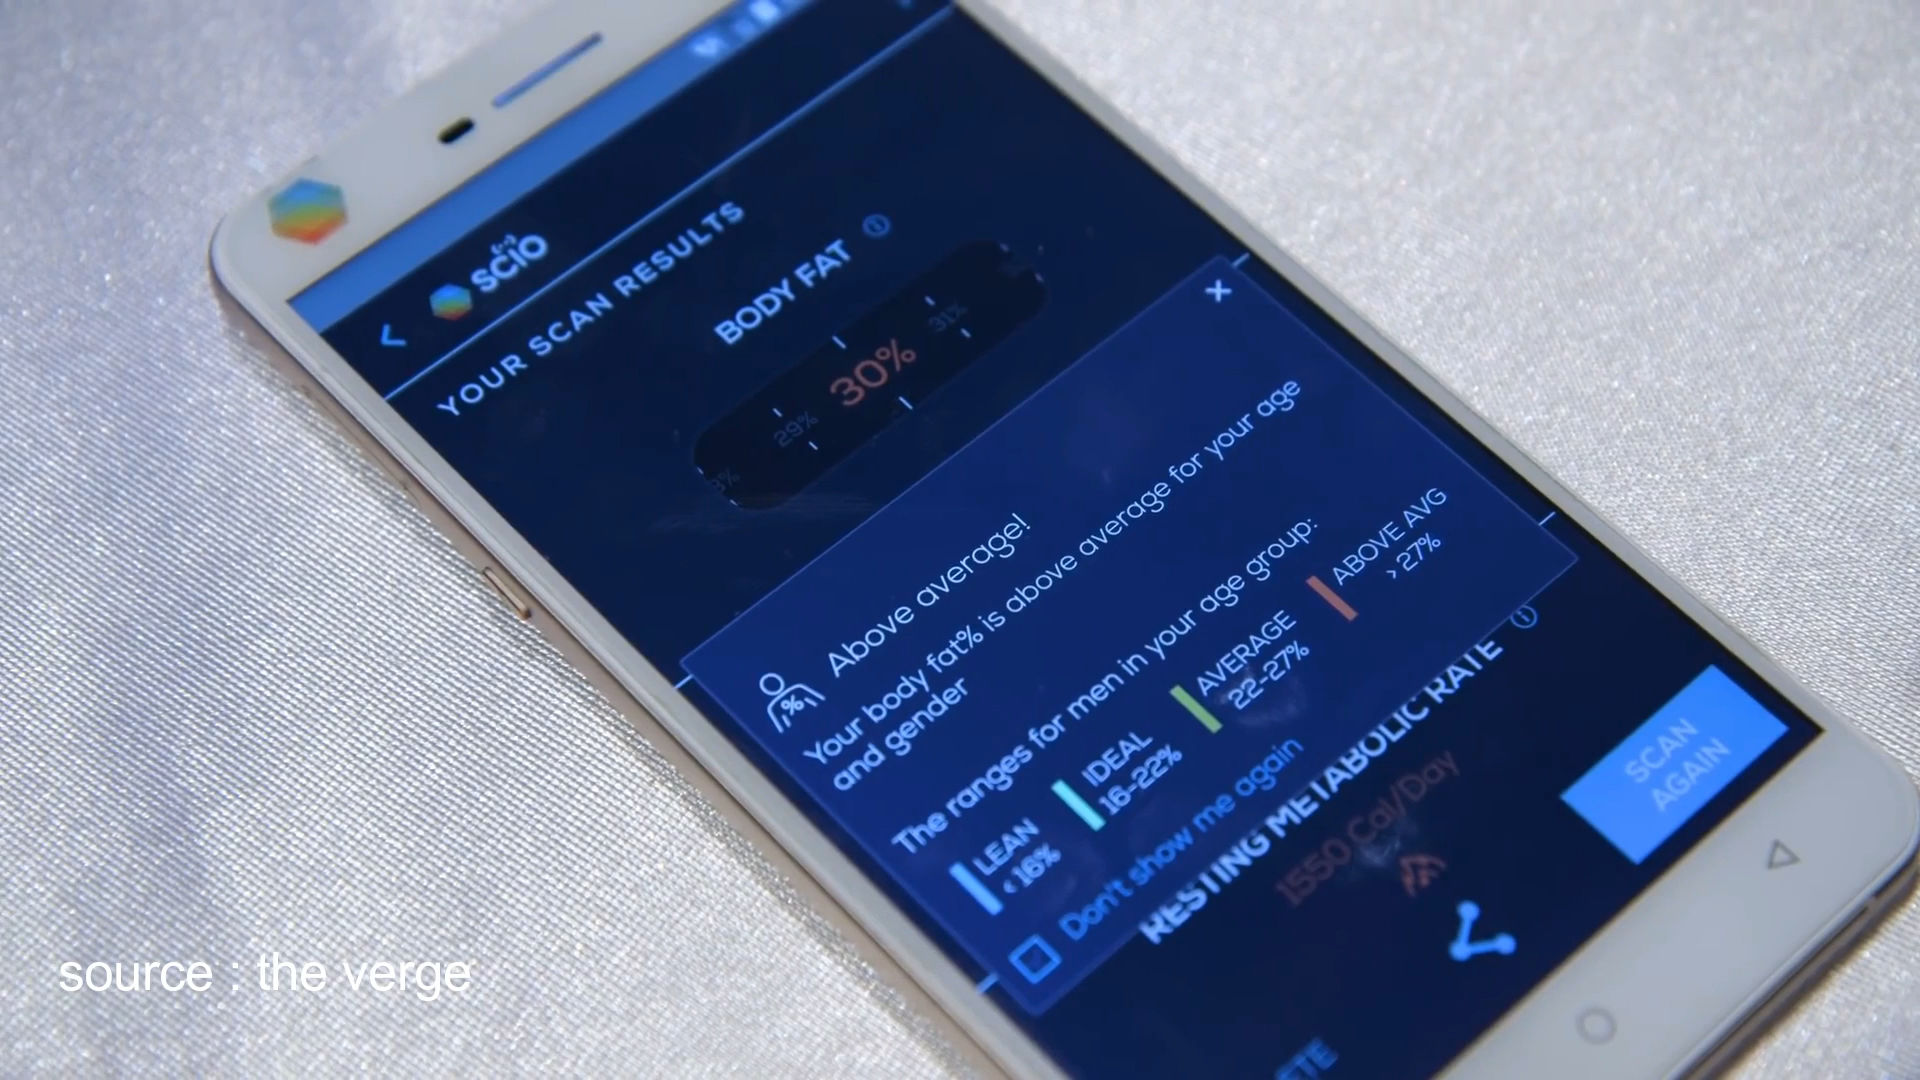 SCiO
YOUR SCAN RESULTS
BODY FAT
29%
30%
31%
Above average!
Your body fat% is above average for your age
and gender
The ranges for men in your age group:
LEAN
<16%
IDEAL
16-22%
AVERAGE
22-27%
ABOVE AVG
> 27%
Don't show me again
RESTING METABOLIC RATE
1550 Cal/Day
SCAN
AGAIN
source : the verge